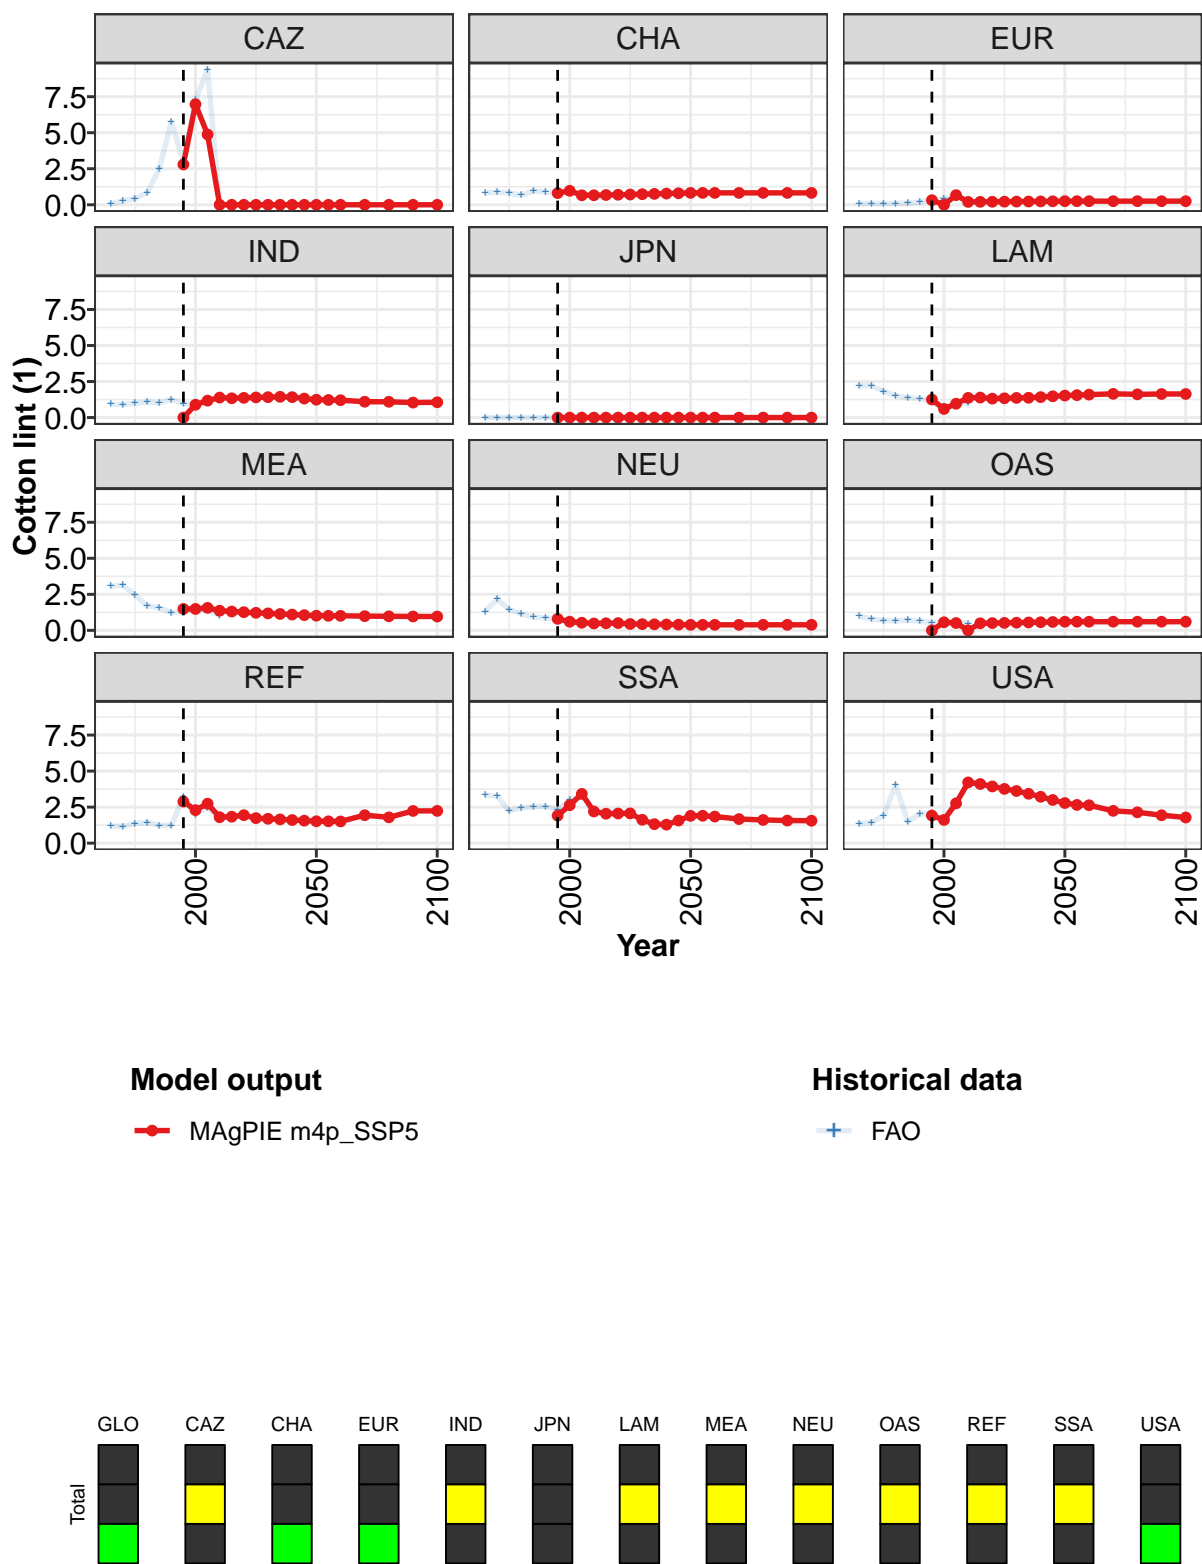 CAZ CHA EUR
7.5
5.0
2.5
0.0
IND JPN LAM
7.5
5.0
2.5
0.0
MEA NEU OAS
7.5
5.0
2.5
0.0
REF SSA USA
7.5
5.0
2.5
0.0
Cotton lint (1)
2000 2050 2100 2000 2050 2100 2000 2050 2100
Year
Model output Historical data
MAgPIE m4p_SSP5 FAO
GLO CAZ CHA EUR IND JPN LAM MEA NEU OAS REF SSA USA
Total